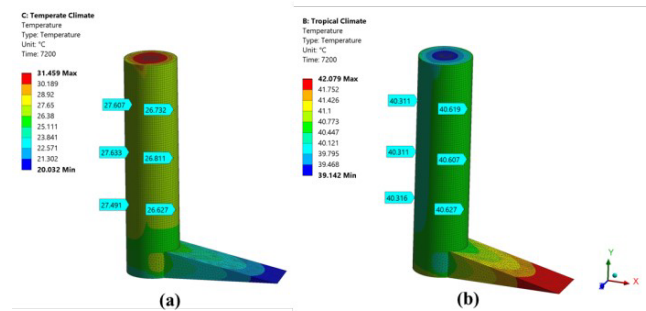 C: Temperate Climate
Temperature
Type: Temperature
Unit: °C
Time: 7200
31.459 Max
30.189
28.92
27.65
26.38
25.111
23.841
22.571
21.302
20.032 Min
27.607
26.732
27.633
26.811
27.491
26.627
(a)
B: Tropical Climate
Temperature
Type: Temperature
Unit: °C
Time: 7200
42.079 Max
41.752
41.426
41.1
40.773
40.447
40.121
39.795
39.468
39.142 Min
40.311
40.619
40.311
40.607
40.316
40.627
(b)
Y
X